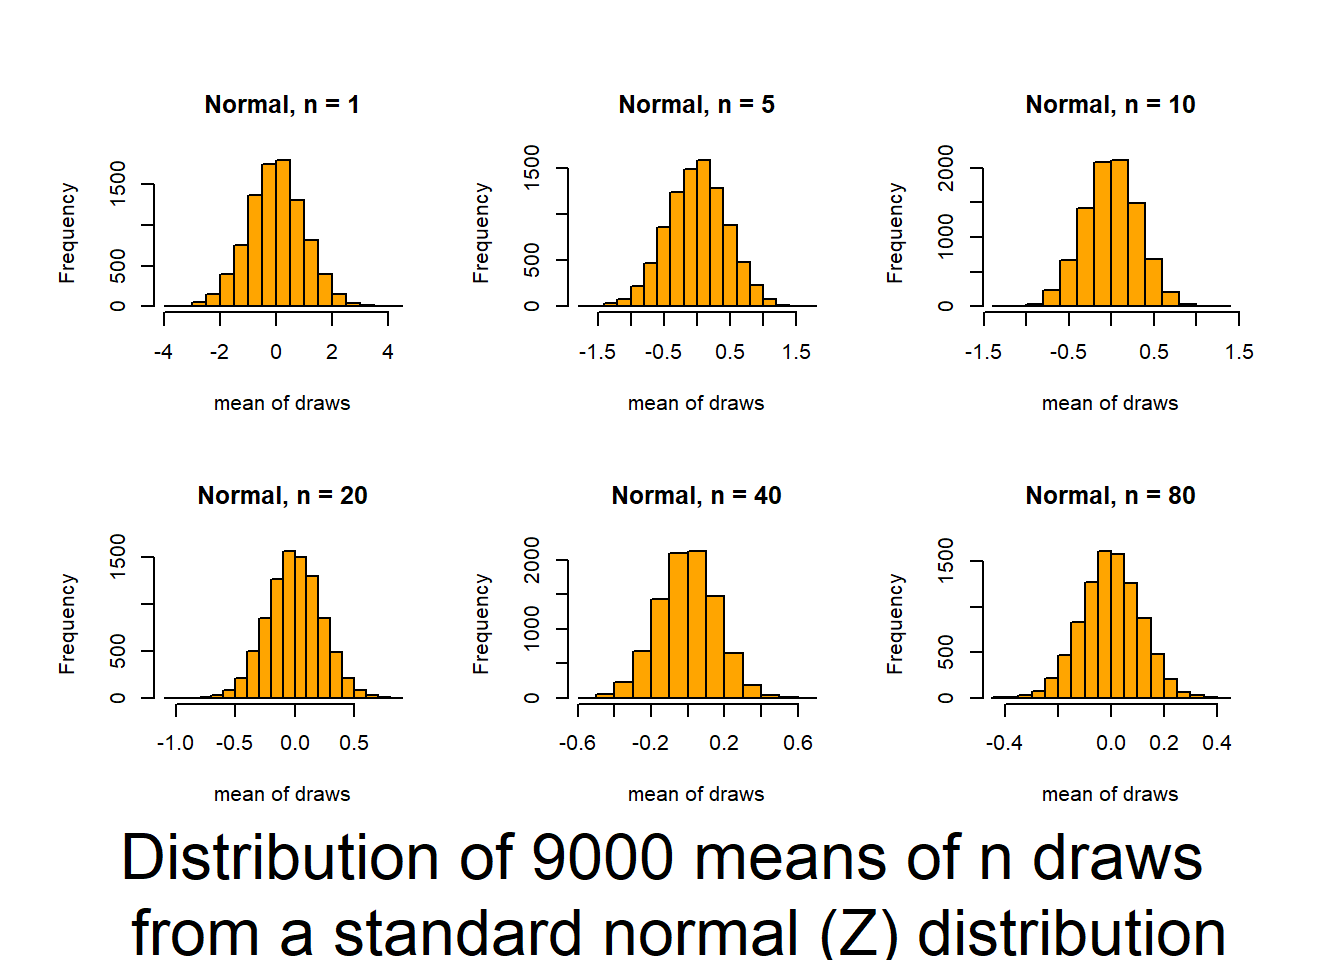 Normal, n = 1
Frequency
0 500 1500
-4 -2 0 2 4
mean of draws
Normal, n = 5
Frequency
0 500 1500
-1.5 -0.5 0.5 1.5
mean of draws
Normal, n = 10
Frequency
0 1000 2000
-1.5 -0.5 0.5 1.5
mean of draws
Normal, n = 20
Frequency
0 500 1500
-1.0 -0.5 0.0 0.5
mean of draws
Normal, n = 40
Frequency
0 1000 2000
-0.6 -0.2 0.2 0.6
mean of draws
Normal, n = 80
Frequency
0 500 1500
-0.4 0.0 0.2 0.4
mean of draws
Distribution of 9000 means of n draws
from a standard normal (Z) distribution